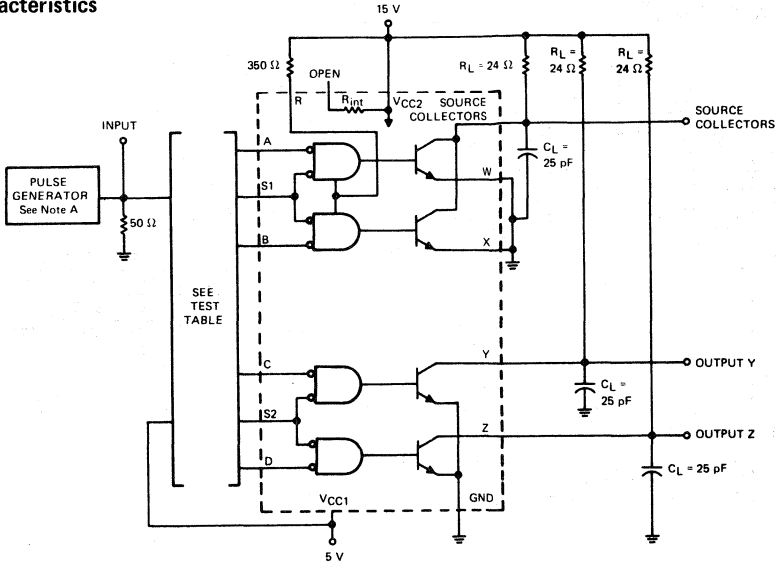 acteristics
15 V
350 Ω
OPEN
R
Rint
VCC2
SOURCE
COLLECTORS
RL = 24 Ω
RL =
24 Ω
RL =
24 Ω
SOURCE
COLLECTORS
INPUT
A
CL =
25 pF
PULSE
GENERATOR
See Note A
S1
W
50 Ω
B
X
SEE
TEST
TABLE
C
Y
OUTPUT Y
CL =
25 pF
S2
Z
OUTPUT Z
D
CL = 25 pF
VCC1
GND
5 V